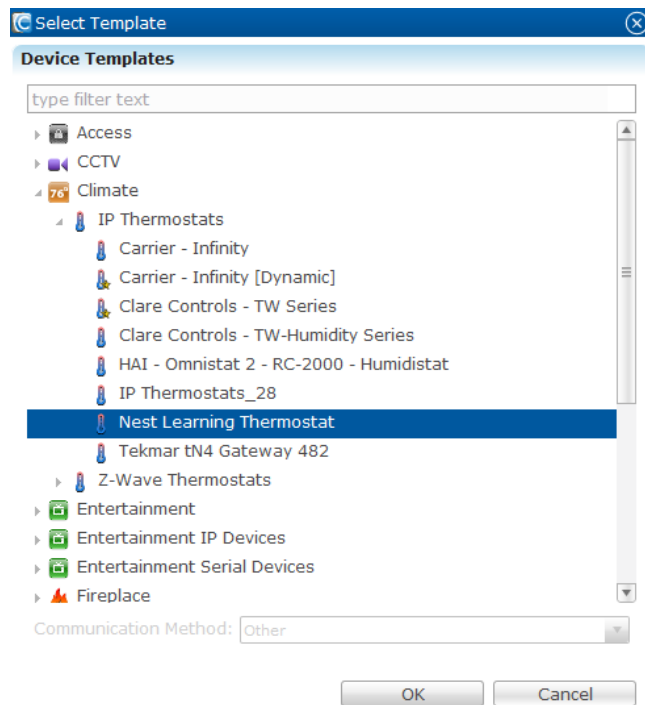 Select Template
Device Templates
type filter text
Access
CCTV
76° Climate
IP Thermostats
Carrier - Infinity
Carrier - Infinity [Dynamic]
Clare Controls - TW Series
Clare Controls - TW-Humidity Series
HAI - Omnistat 2 - RC-2000 - Humidistat
IP Thermostats_28
Nest Learning Thermostat
Tekmar tN4 Gateway 482
Z-Wave Thermostats
Entertainment
Entertainment IP Devices
Entertainment Serial Devices
Fireplace
Communication Method: Other
OK Cancel